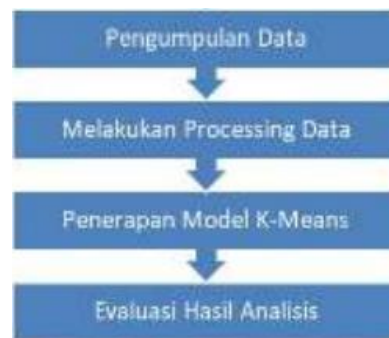 Pengumpulan Data
Melakukan Processing Data
Penerapan Model K-Means
Evaluasi Hasil Analisis